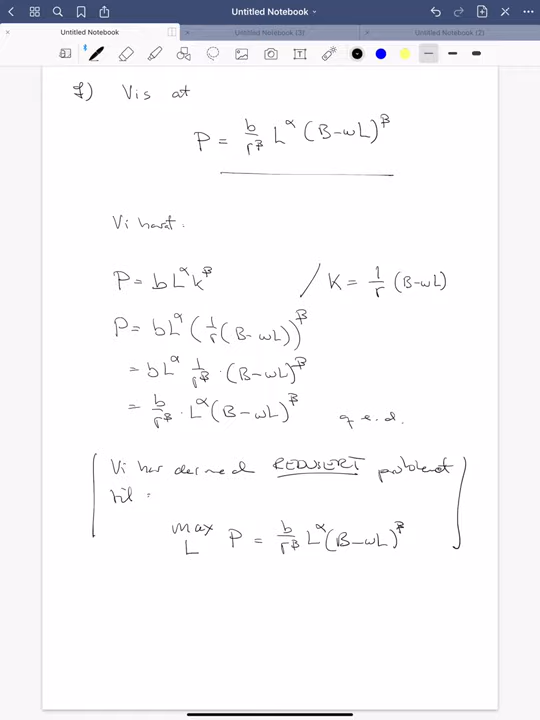 Untitled Notebook
Untitled Notebook
Untitled Notebook (3)
Untitled Notebook (2)
f) Vis at
P = b/r^β L^α (B-wL)^β
Vi har at:
P = bL^α K^β / K = 1/r (B-wL)
P = bL^α (1/r (B-wL))^β
= bL^α 1/r^β · (B-wL)^β
= b/r^β · L^α (B-wL)^β q.e.d.
Vi har dermed REDUSERT problemet
til:
max P = b/r^β L^α (B-wL)^β
L